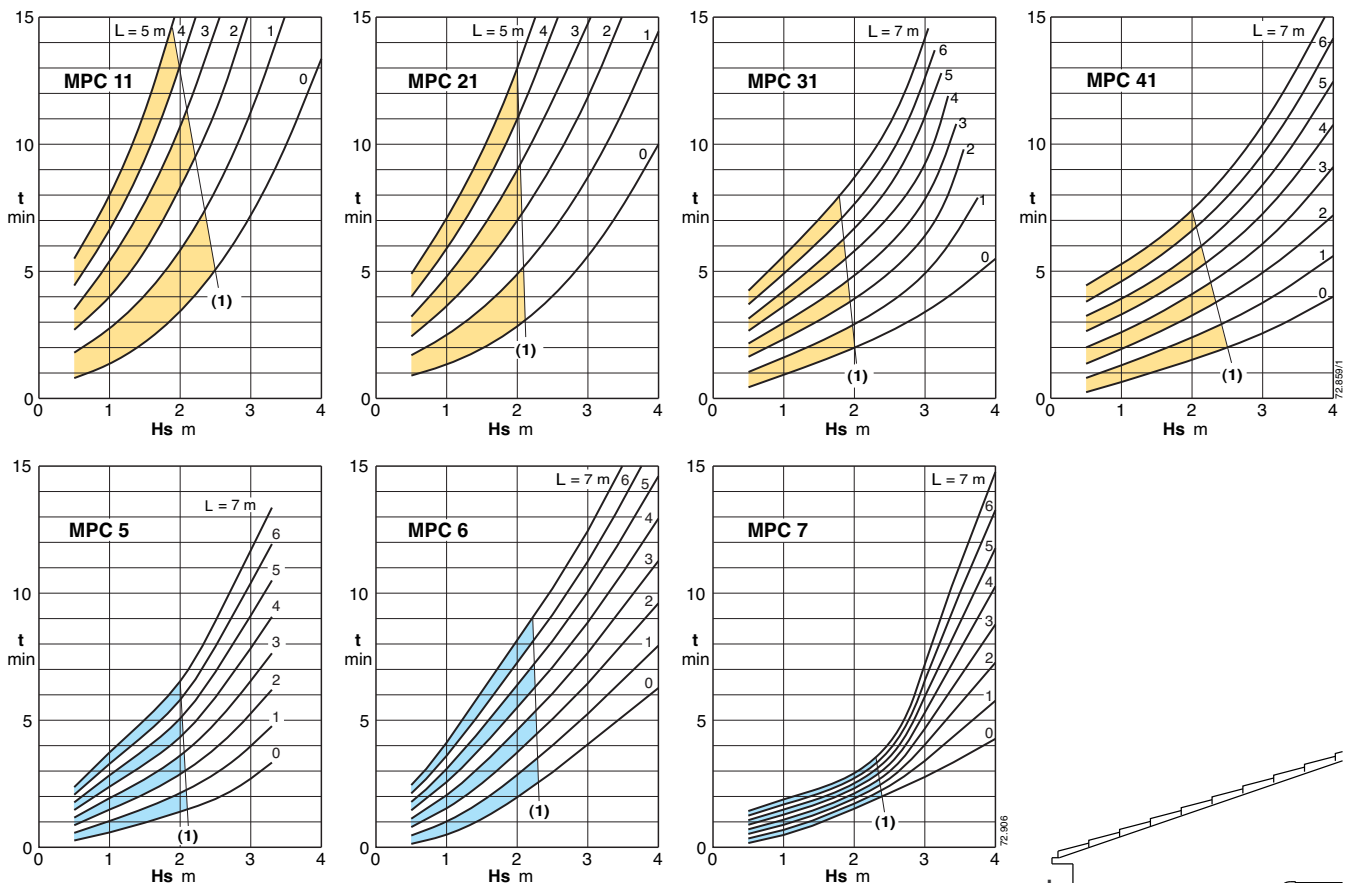 15
L = 5 m 4 3 2 1
0
MPC 11
10
t
min
5
(1)
0
0 1 2 3 4
Hs m
15
L = 5 m 4 3 2 1
MPC 21
10
0
t
min
5
(1)
0
0 1 2 3 4
Hs m
15
L = 7 m
6
5
4
3
2
1
0
MPC 31
10
t
min
5
(1)
0
0 1 2 3 4
Hs m
15
L = 7 m
6
5
4
3
2
1
0
MPC 41
10
t
min
5
(1)
0
0 1 2 3 4
Hs m
72.859/1
15
L = 7 m
6
5
4
3
2
1
0
MPC 5
10
t
min
5
(1)
0
0 1 2 3 4
Hs m
15
L = 7 m 6 5
4
3
2
1
0
MPC 6
10
t
min
5
(1)
0
0 1 2 3 4
Hs m
15
L = 7 m
6
5
4
3
2
1
0
MPC 7
10
t
min
5
(1)
0
0 1 2 3 4
Hs m
72.906